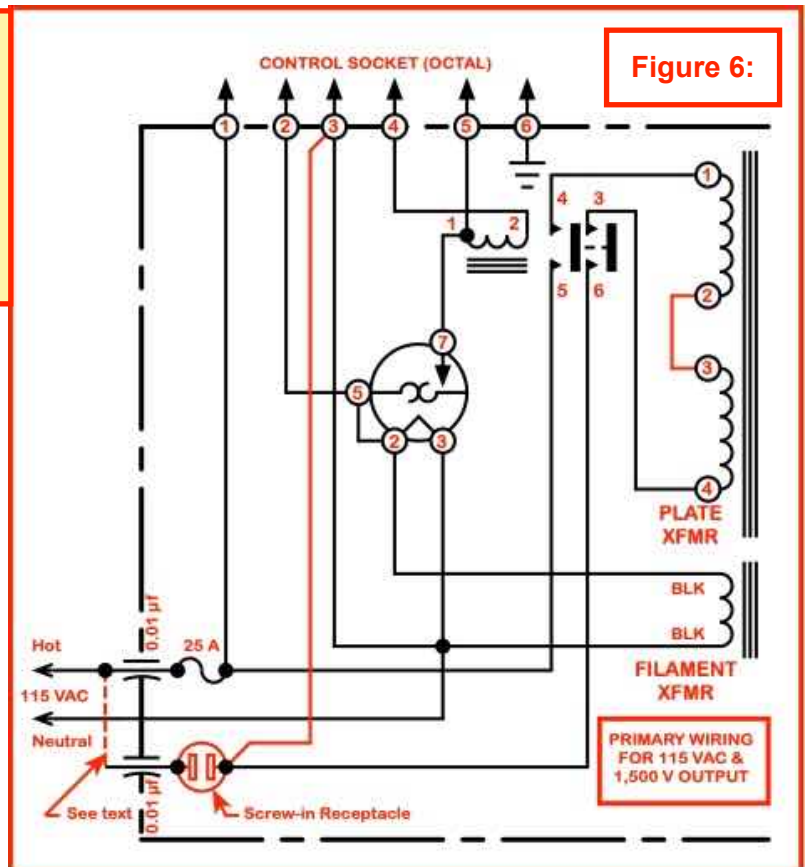 CONTROL SOCKET (OCTAL)
Figure 6:
1
2
3
4
5
6
1
2
4
3
5
6
1
2
3
4
7
5
2
3
PLATE
XFMR
BLK
BLK
FILAMENT
XFMR
0.01 µf
25 A
Hot
115 VAC
Neutral
0.01 µf
See text
Screw-in Receptacle
PRIMARY WIRING
FOR 115 VAC &
1,500 V OUTPUT